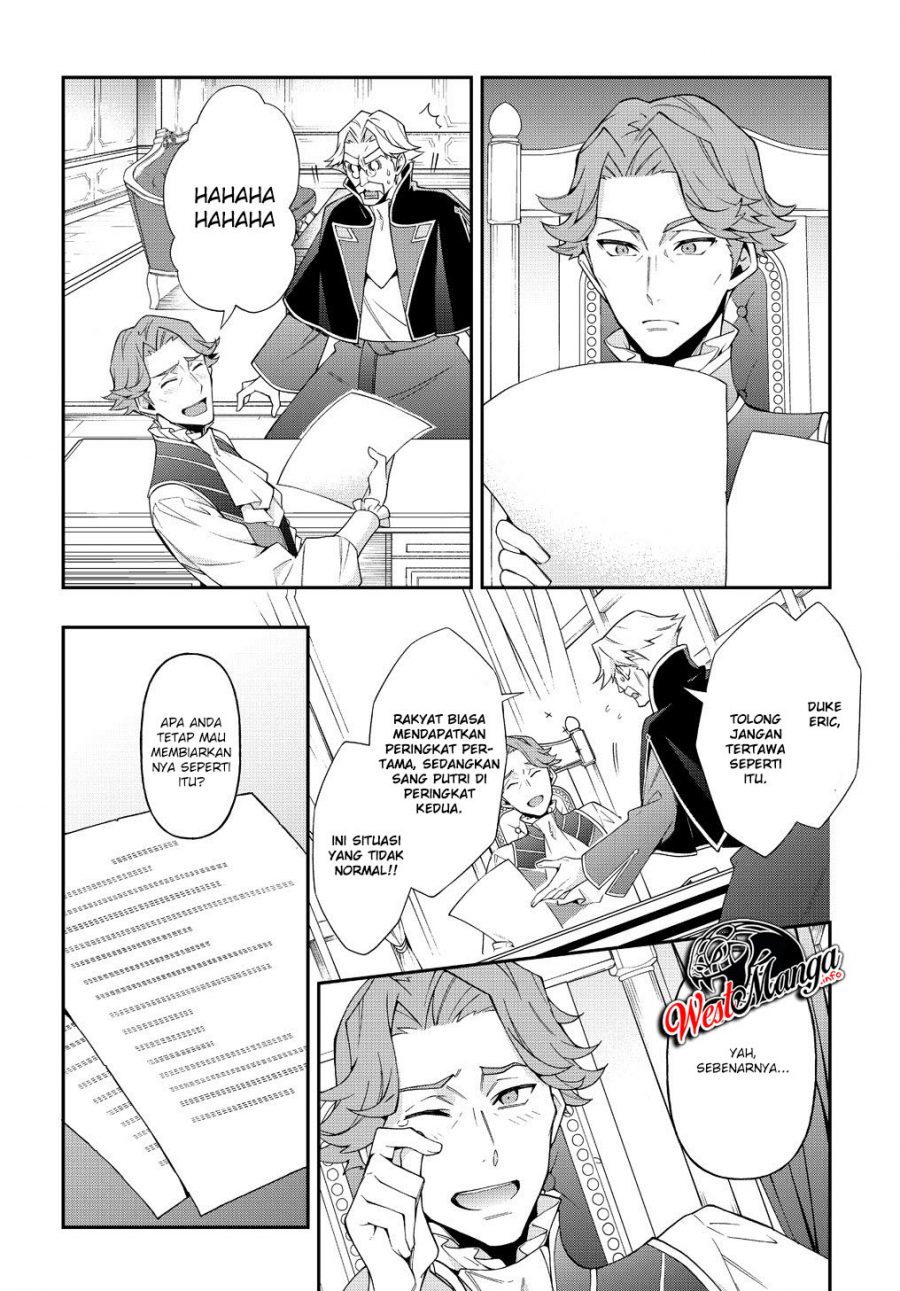 HAHAHA
HAHAHA
DUKE
ERIC,
TOLONG
JANGAN
TERTAWA
SEPERTI
ITU.
RAKYAT BIASA
MENDAPATKAN
PERINGKAT PER-
TAMA, SEDANGKAN
SANG PUTRI DI
PERINGKAT
KEDUA.
INI SITUASI
YANG TIDAK
NORMAL!!
APA ANDA
TETAP MAU
MEMBIARKAN
NYA SEPERTI
ITU?
WestManga
.info
YAH,
SEBENARNYA...